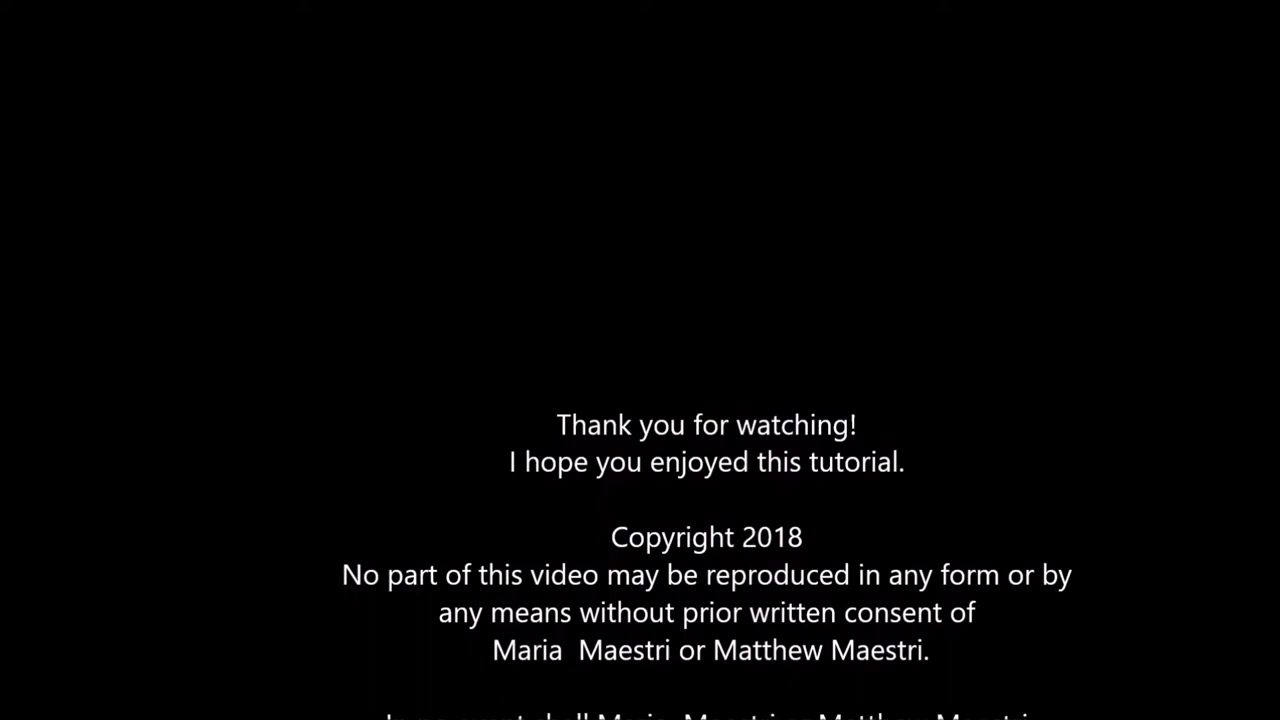 Thank you for watching!
I hope you enjoyed this tutorial.
Copyright 2018
No part of this video may be reproduced in any form or by
any means without prior written consent of
Maria  Maestri or Matthew Maestri.